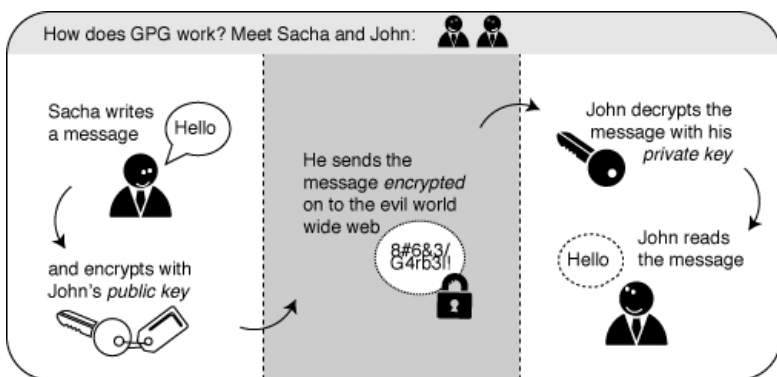 How does GPG work? Meet Sacha and John:
Sacha writes
a message
Hello
and encrypts with
John's public key
He sends the
message encrypted
on to the evil world
wide web
8#6&3/
G4rb3l!
John decrypts the
message with his
private key
John reads
the message
Hello